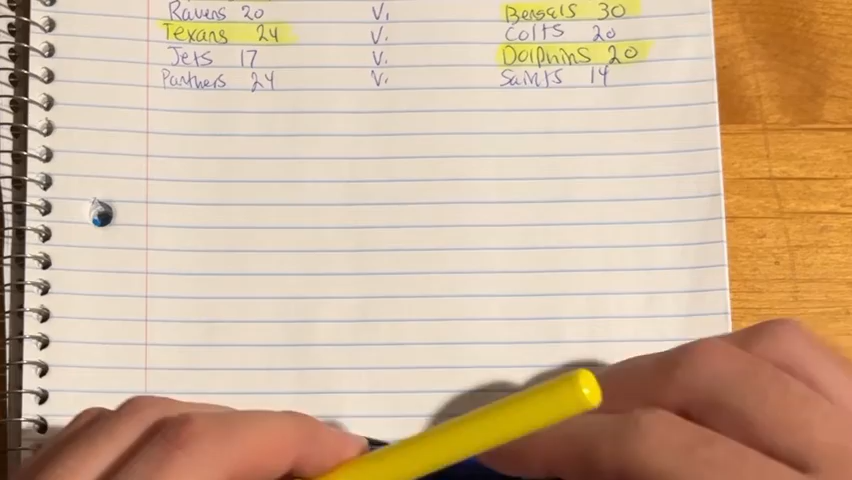 Ravens 20 V. Bengals 30
Texans 24 V. Colts 20
Jets 17 V. Dolphins 20
Panthers 24 V. Saints 14